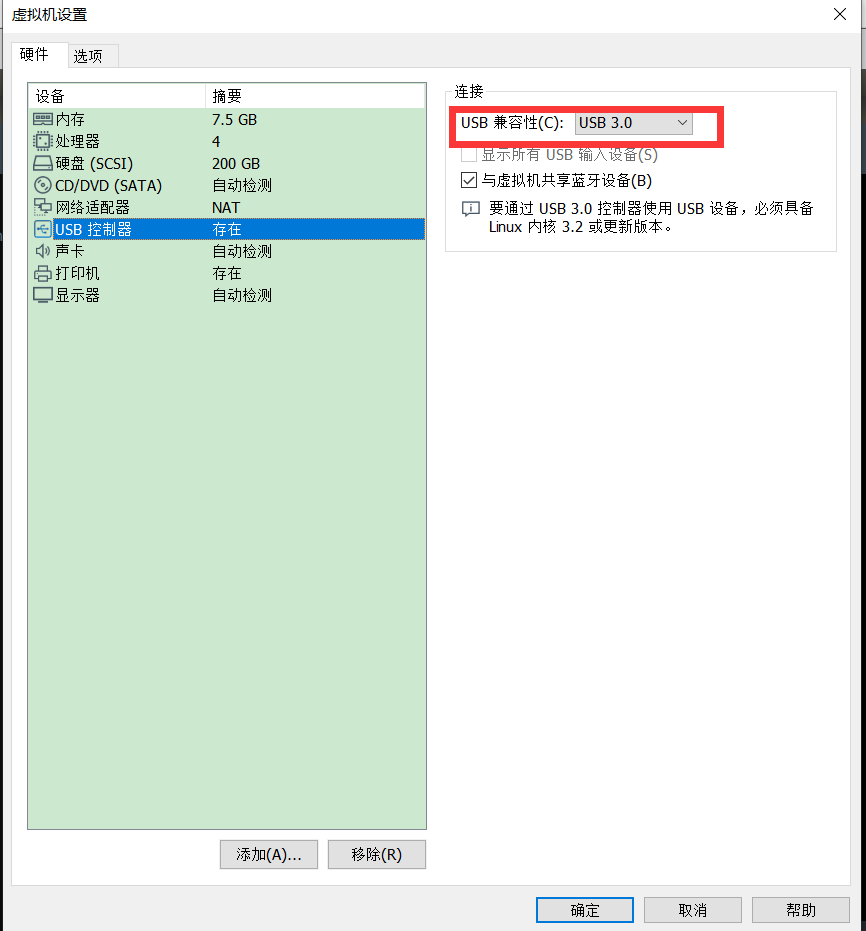 虚拟机设置
硬件 选项
设备 摘要
内存 7.5 GB
处理器 4
硬盘 (SCSI) 200 GB
CD/DVD (SATA) 自动检测
网络适配器 NAT
USB 控制器 存在
声卡 自动检测
打印机 存在
显示器 自动检测
添加(A)... 移除(R)
连接
USB 兼容性(C): USB 3.0
显示所有 USB 输入设备(S)
与虚拟机共享蓝牙设备(B)
要通过 USB 3.0 控制器使用 USB 设备，必须具备
Linux 内核 3.2 或更新版本。
确定 取消 帮助